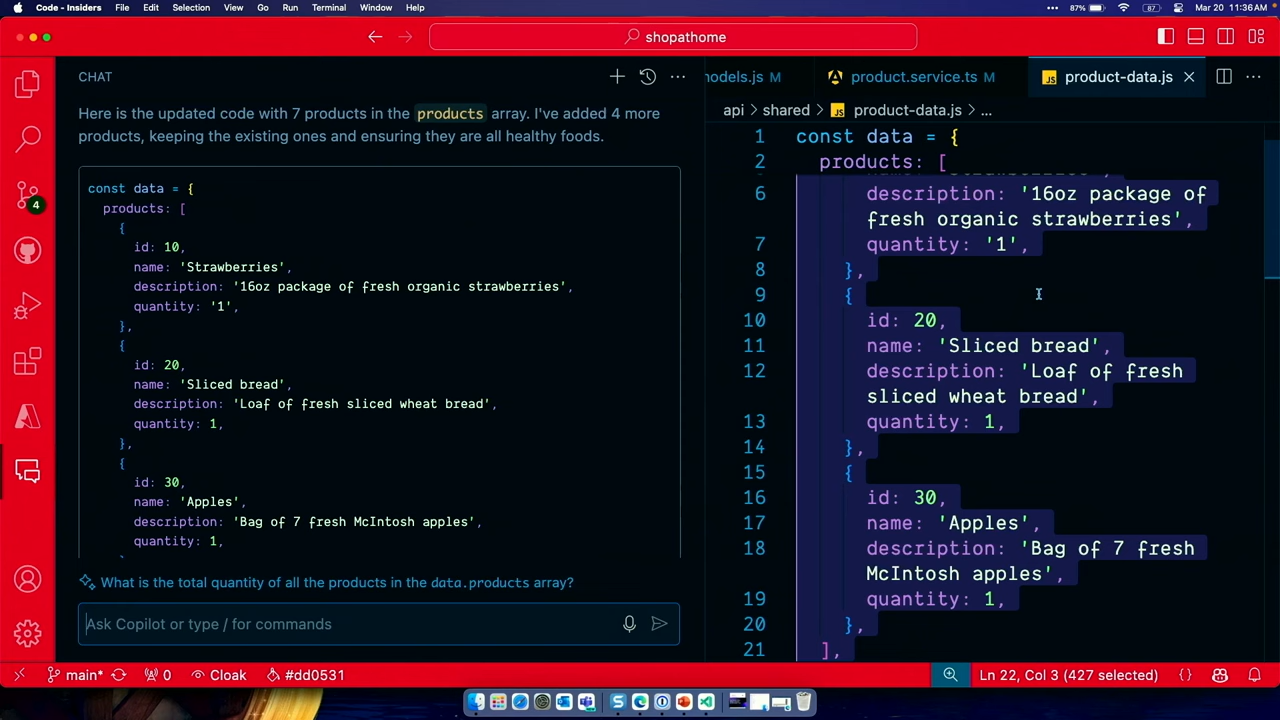 Code - Insiders File Edit Selection View Go Run Terminal Window Help
87% 87 Mar 20 11:36AM
shopathome
CHAT
Here is the updated code with 7 products in the products array. I've added 4 more
products, keeping the existing ones and ensuring they are all healthy foods.
const data = {
products: [
{
id: 10,
name: 'Strawberries',
description: '16oz package of fresh organic strawberries',
quantity: '1',
},
{
id: 20,
name: 'Sliced bread',
description: 'Loaf of fresh sliced wheat bread',
quantity: 1,
},
{
id: 30,
name: 'Apples',
description: 'Bag of 7 fresh McIntosh apples',
quantity: 1,
What is the total quantity of all the products in the data.products array?
Ask Copilot or type / for commands
4
models.js M product.service.ts M JS product-data.js
api > shared > JS product-data.js > ...
1 const data = {
2 products: [
6 description: '16oz package of
fresh organic strawberries',
7 quantity: '1',
8 },
9 {
10 id: 20,
11 name: 'Sliced bread',
12 description: 'Loaf of fresh
sliced wheat bread',
13 quantity: 1,
14 },
15 {
16 id: 30,
17 name: 'Apples',
18 description: 'Bag of 7 fresh
McIntosh apples',
19 quantity: 1,
20 },
21 ],
main* 0 Cloak #dd0531 Ln 22, Col 3 (427 selected) {}